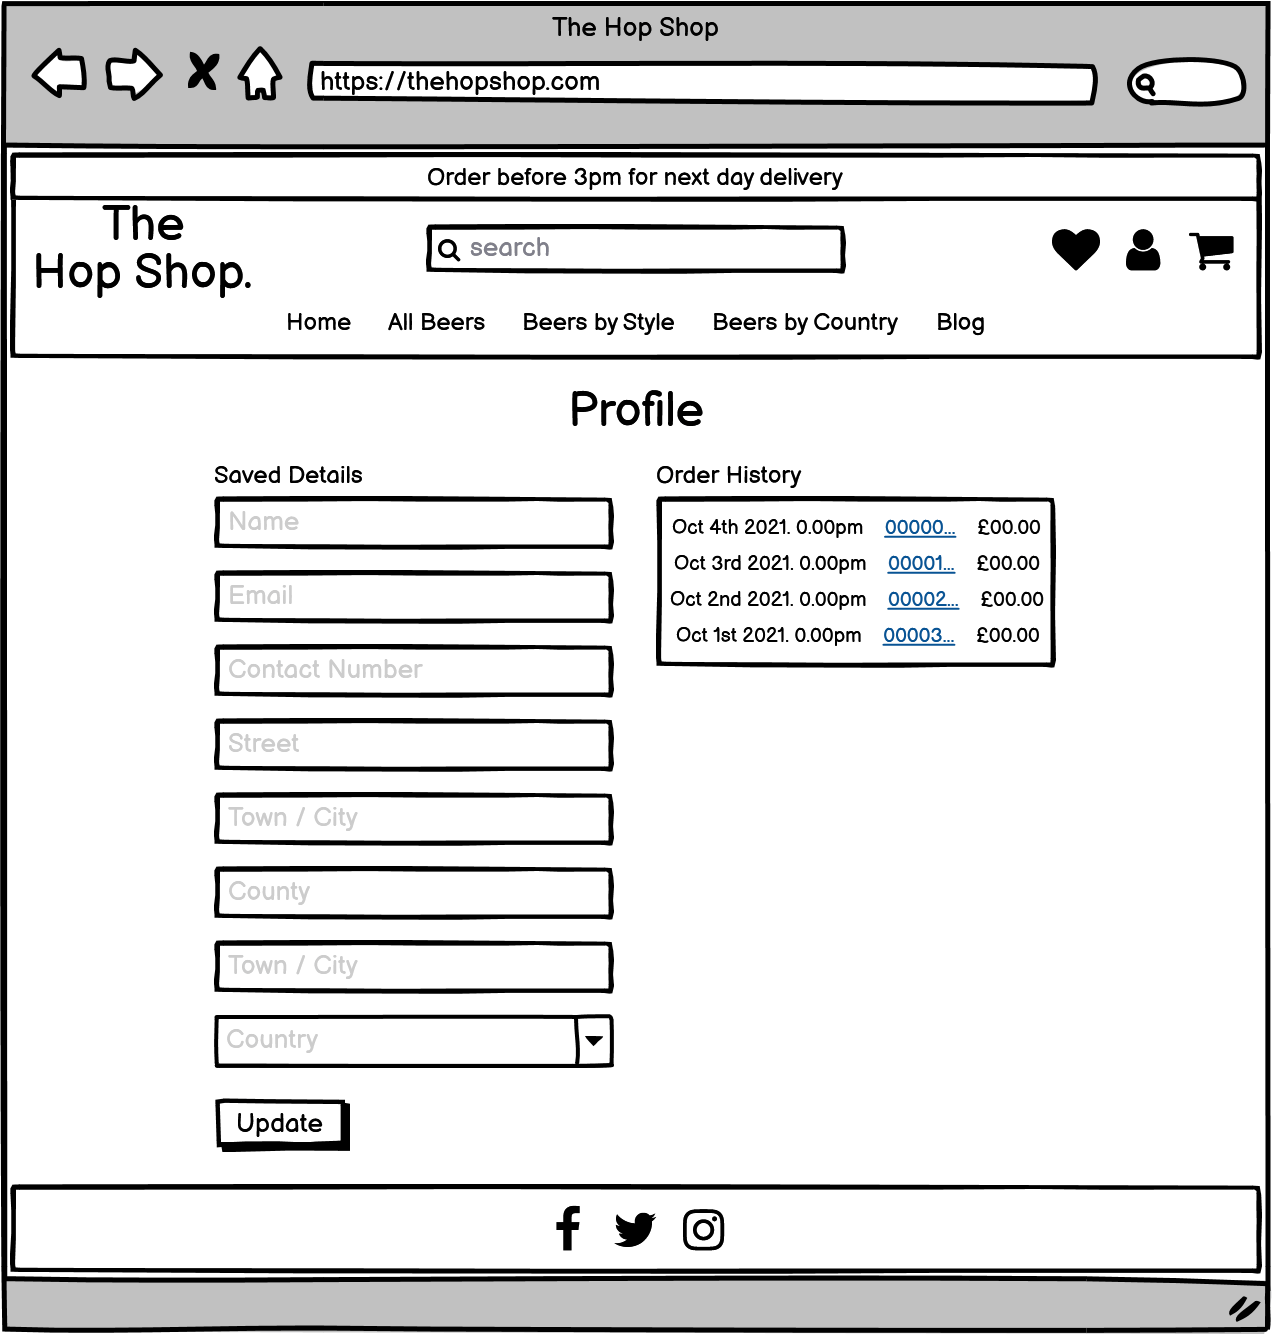 The Hop Shop
https://thehopshop.com
Order before 3pm for next day delivery
The
Hop Shop.
search
Home All Beers Beers by Style Beers by Country Blog
Profile
Saved Details
Name
Email
Contact Number
Street
Town / City
County
Town / City
Country
Update
Order History
Oct 4th 2021. 0.00pm 00000... £00.00
Oct 3rd 2021. 0.00pm 00001... £00.00
Oct 2nd 2021. 0.00pm 00002... £00.00
Oct 1st 2021. 0.00pm 00003... £00.00